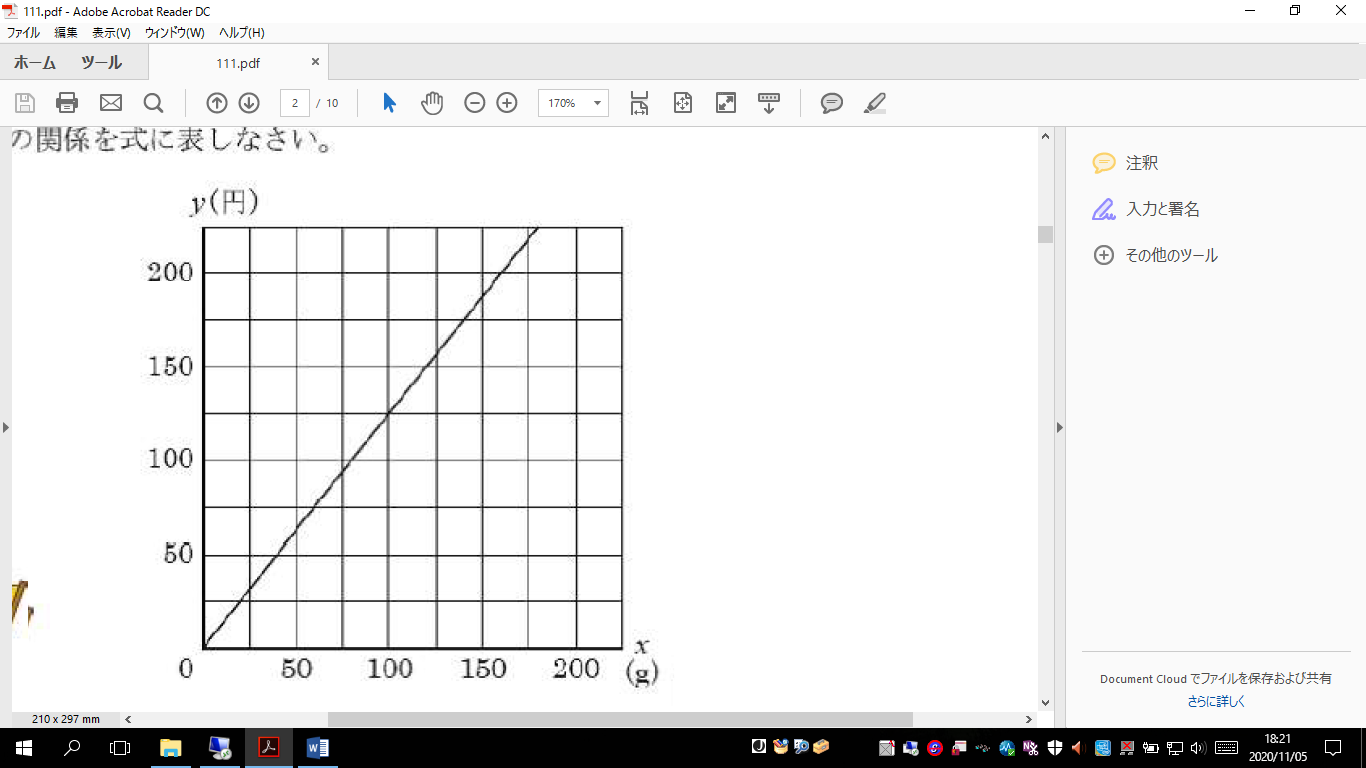 111.pdf - Adobe Acrobat Reader DC
ファイル 編集 表示(V) ウィンドウ(W) ヘルプ(H)
ホーム ツール 111.pdf ×
2 / 10 170%
の関係を式に表しなさい。
y(円)
200
150
100
50
0 50 100 150 200 x
(g)
注釈
入力と署名
その他のツール
Document Cloud でファイルを保存および共有
さらに詳しく
210 x 297 mm
18:21
2020/11/05